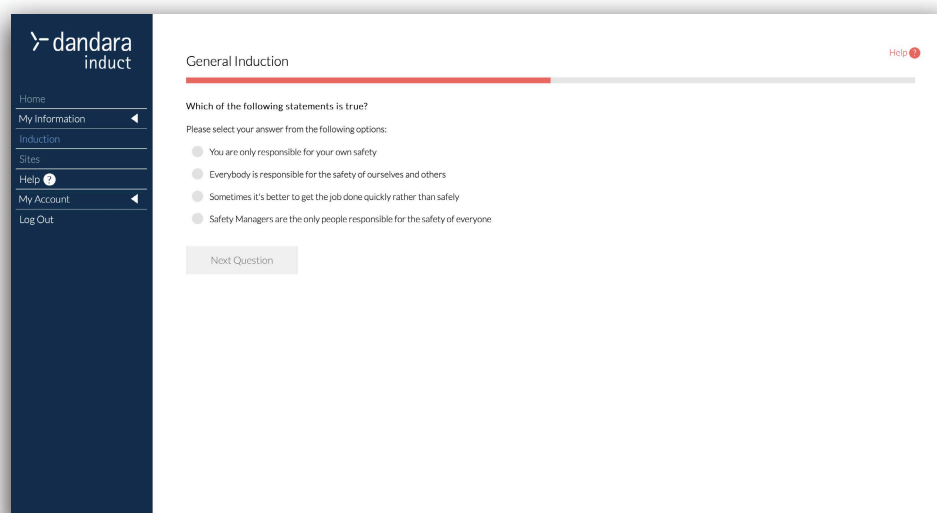 dandara
induct
Home
My Information
Induction
Sites
Help ?
My Account
Log Out
Help ?
General Induction
Which of the following statements is true?
Please select your answer from the following options:
You are only responsible for your own safety
Everybody is responsible for the safety of ourselves and others
Sometimes it's better to get the job done quickly rather than safely
Safety Managers are the only people responsible for the safety of everyone
Next Question